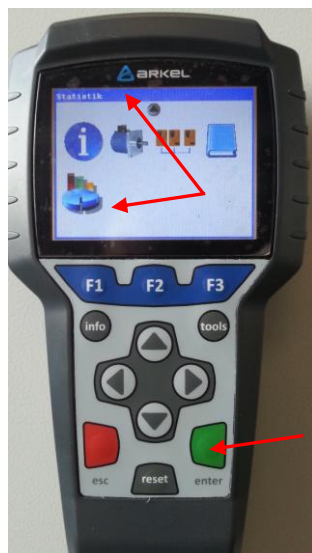 ARKEL
Statistik
i
F1 F2 F3
info tools
esc reset enter